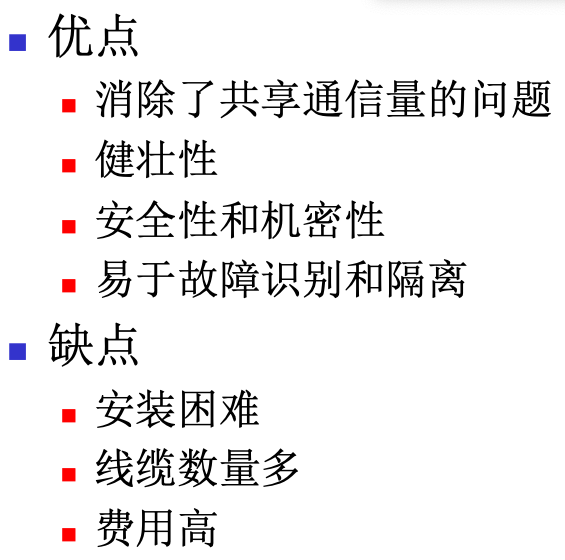 优点
消除了共享通信量的问题
健壮性
安全性和机密性
易于故障识别和隔离
缺点
安装困难
线缆数量多
费用高